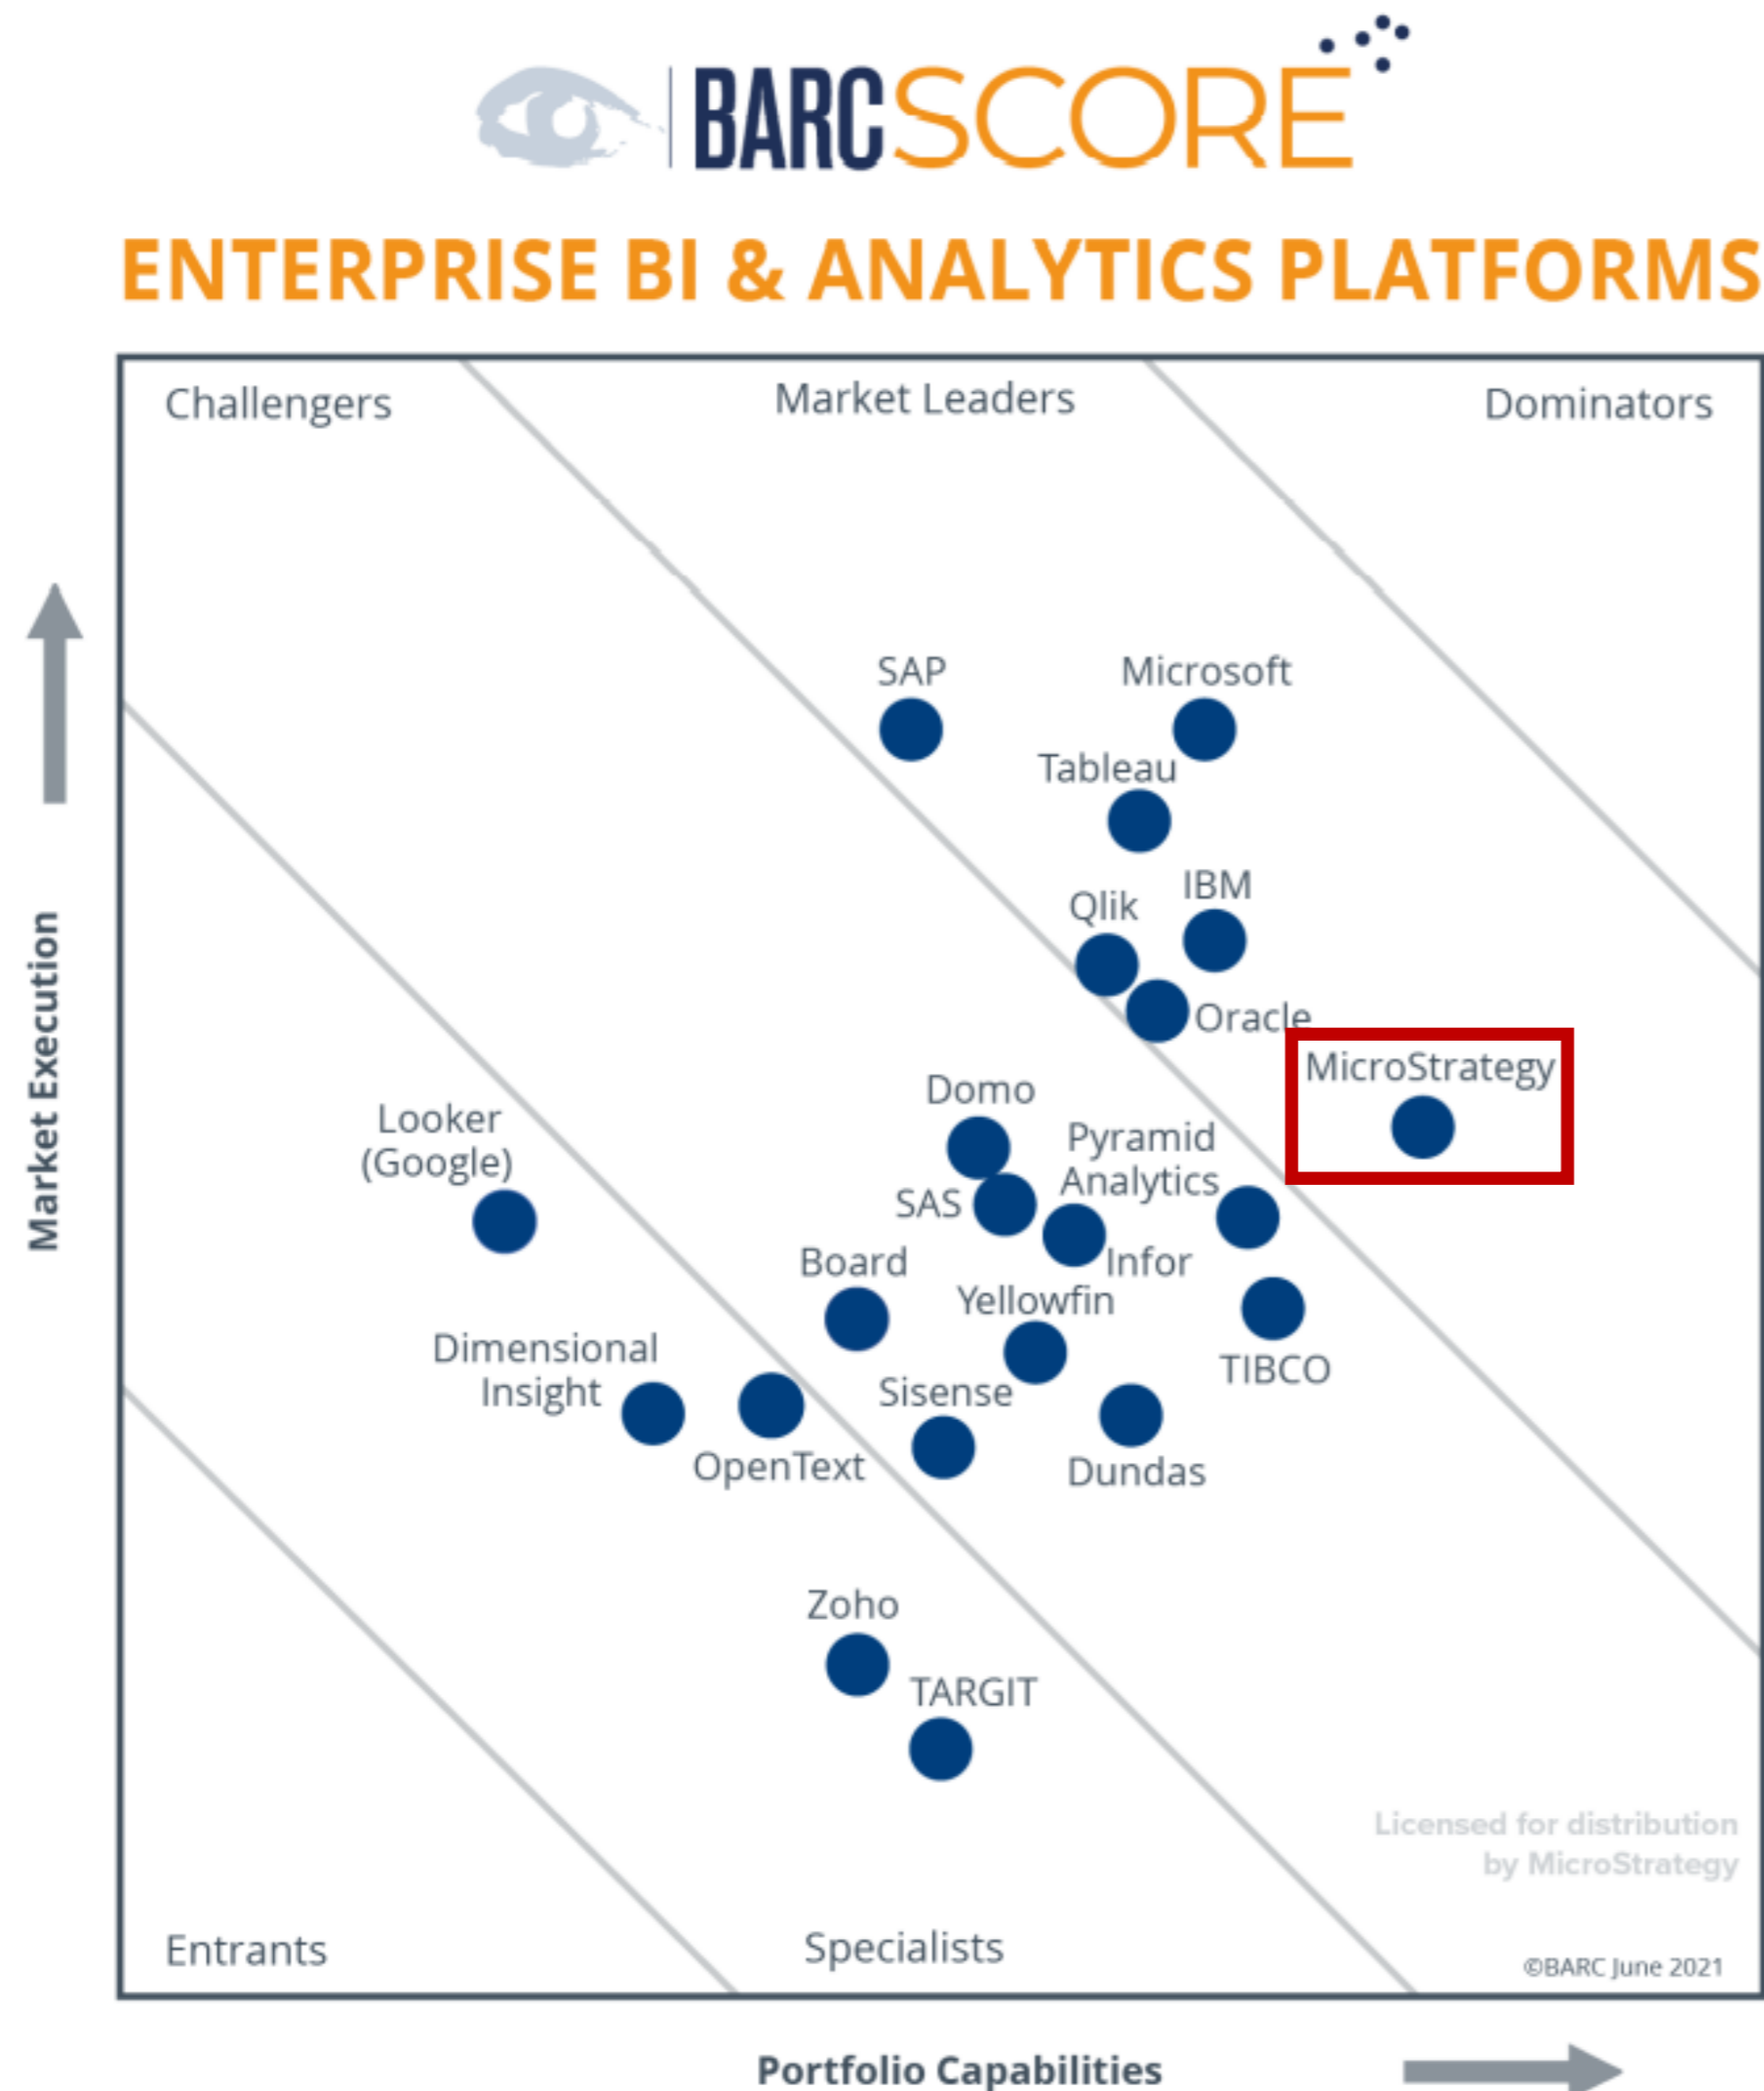 BARC SCORE
ENTERPRISE BI & ANALYTICS PLATFORMS
Challengers
Market Leaders
Dominators
SAP
Microsoft
Tableau
IBM
Qlik
Oracle
MicroStrategy
Domo
Looker
(Google)
Pyramid
Analytics
SAS
Infor
Board
Yellowfin
Dimensional
Insight
TIBCO
Sisense
OpenText
Dundas
Zoho
TARGIT
Licensed for distribution
by MicroStrategy
Entrants
Specialists
©BARC June 2021
Market Execution
Portfolio Capabilities